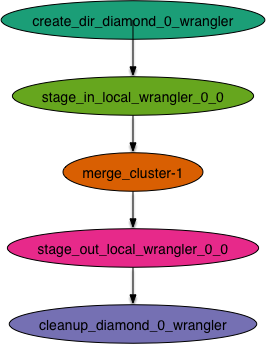 create_dir_diamond_0_wrangler
stage_in_local_wrangler_0_0
merge_cluster-1
stage_out_local_wrangler_0_0
cleanup_diamond_0_wrangler